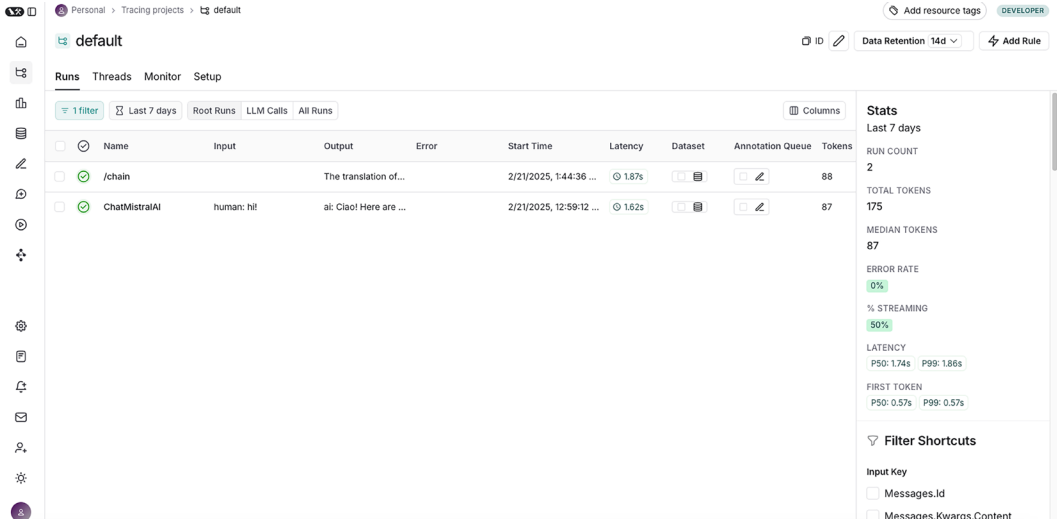 Personal > Tracing projects > default
Add resource tags
DEVELOPER
default
ID
Data Retention 14d
Add Rule
Runs Threads Monitor Setup
1 filter
Last 7 days
Root Runs LLM Calls All Runs
Columns
Name Input Output Error Start Time Latency Dataset Annotation Queue Tokens
/chain The translation of... 2/21/2025, 1:44:36 ... 1.87s 88
ChatMistralAI human: hi! ai: Ciao! Here are ... 2/21/2025, 12:59:12 ... 1.62s 87
Stats
Last 7 days
RUN COUNT
2
TOTAL TOKENS
175
MEDIAN TOKENS
87
ERROR RATE
0%
% STREAMING
50%
LATENCY
P50: 1.74s P99: 1.86s
FIRST TOKEN
P50: 0.57s P99: 0.57s
Filter Shortcuts
Input Key
Messages.Id
Messages.Kwargs.Content